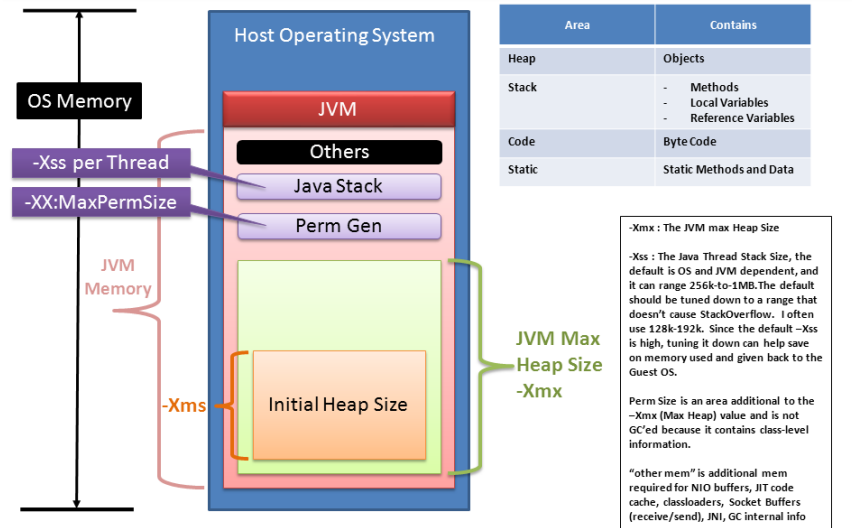 Host Operating System
OS Memory
JVM
Others
-Xss per Thread
Java Stack
-XX:MaxPermSize
Perm Gen
JVM
Memory
JVM Max
Heap Size
-Xmx
-Xms
Initial Heap Size
Area Contains
Heap Objects
Stack - Methods
- Local Variables
- Reference Variables
Code Byte Code
Static Static Methods and Data
-Xmx : The JVM max Heap Size
-Xss : The Java Thread Stack Size, the
default is OS and JVM dependent, and
it can range 256k-to-1MB.The default
should be tuned down to a range that
doesn't cause StackOverflow. I often
use 128k-192k. Since the default –Xss
is high, tuning it down can help save
on memory used and given back to the
Guest OS.
Perm Size is an area additional to the
–Xmx (Max Heap) value and is not
GC'ed because it contains class-level
information.
“other mem” is additional mem
required for NIO buffers, JIT code
cache, classloaders, Socket Buffers
(receive/send), JNI, GC internal info